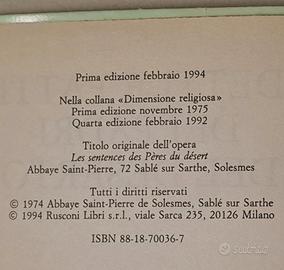 Prima edizione febbraio 1994
Nella collana «Dimensione religiosa»
Prima edizione novembre 1975
Quarta edizione febbraio 1992
Titolo originale dell'opera
Les sentences des Pères du désert
Abbaye Saint-Pierre, 72 Sablé sur Sarthe, Solesmes
Tutti i diritti riservati
© 1974 Abbaye Saint-Pierre de Solesmes, Sablé sur Sarthe
© 1994 Rusconi Libri s.r.l., viale Sarca 235, 20126 Milano
ISBN 88-18-70036-7
subito